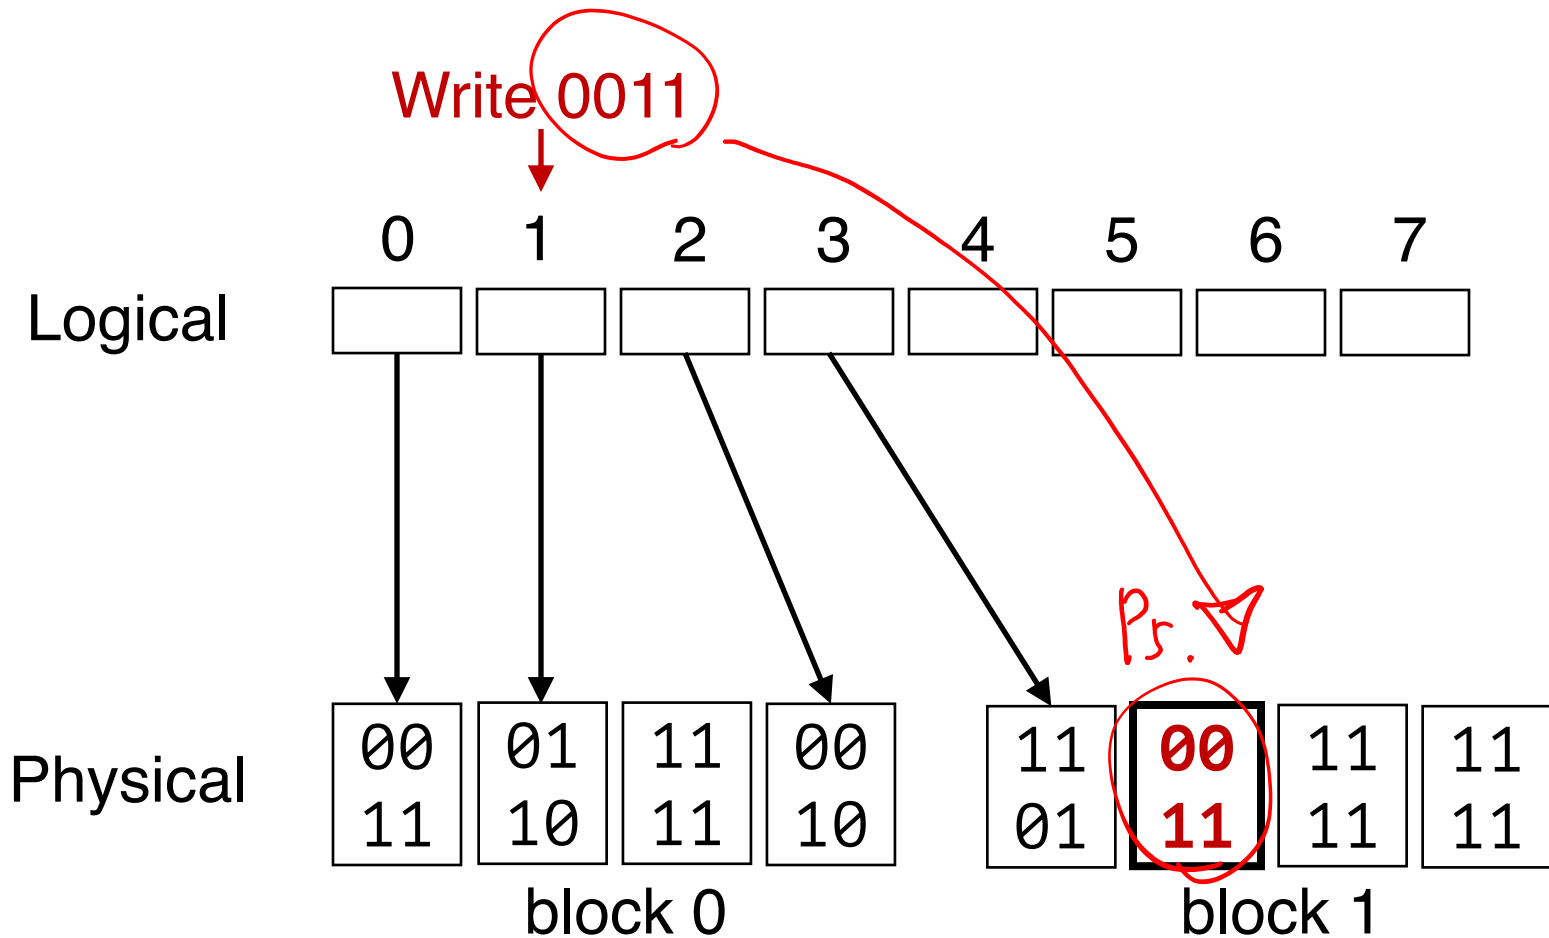 Write 0011
0 1 2 3 4 5 6 7
Logical
Pr.
Physical
00 01 11 00 11 00 11 11
11 10 11 10 01 11 11 11
block 0 block 1